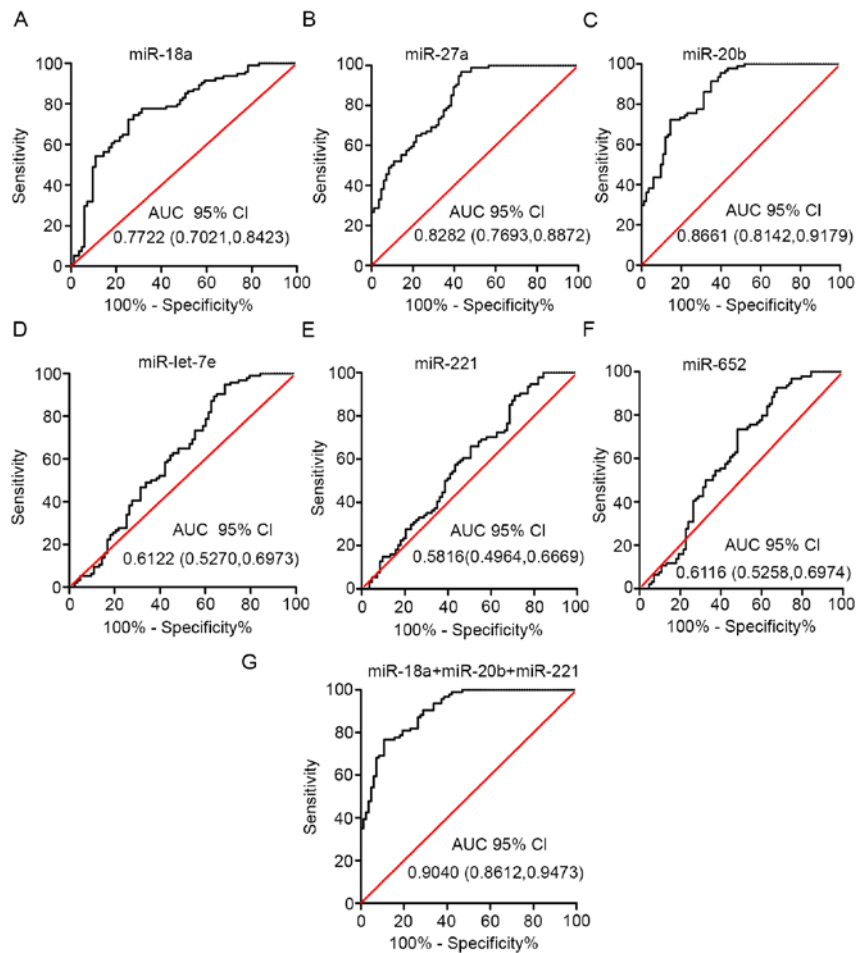 A
miR-18a
100
80
60
40
20
0
Sensitivity
AUC 95% CI
0.7722 (0.7021,0.8423)
0 20 40 60 80 100
100% - Specificity%
B
miR-27a
100
80
60
40
20
0
Sensitivity
AUC 95% CI
0.8282 (0.7693,0.8872)
0 20 40 60 80 100
100% - Specificity%
C
miR-20b
100
80
60
40
20
0
Sensitivity
AUC 95% CI
0.8661 (0.8142,0.9179)
0 20 40 60 80 100
100% - Specificity%
D
miR-let-7e
100
80
60
40
20
0
Sensitivity
AUC 95% CI
0.6122 (0.5270,0.6973)
0 20 40 60 80 100
100% - Specificity%
E
miR-221
100
80
60
40
20
0
Sensitivity
AUC 95% CI
0.5816(0.4964,0.6669)
0 20 40 60 80 100
100% - Specificity%
F
miR-652
100
80
60
40
20
0
Sensitivity
AUC 95% CI
0.6116 (0.5258,0.6974)
0 20 40 60 80 100
100% - Specificity%
G
miR-18a+miR-20b+miR-221
100
80
60
40
20
0
Sensitivity
AUC 95% CI
0.9040 (0.8612,0.9473)
0 20 40 60 80 100
100% - Specificity%